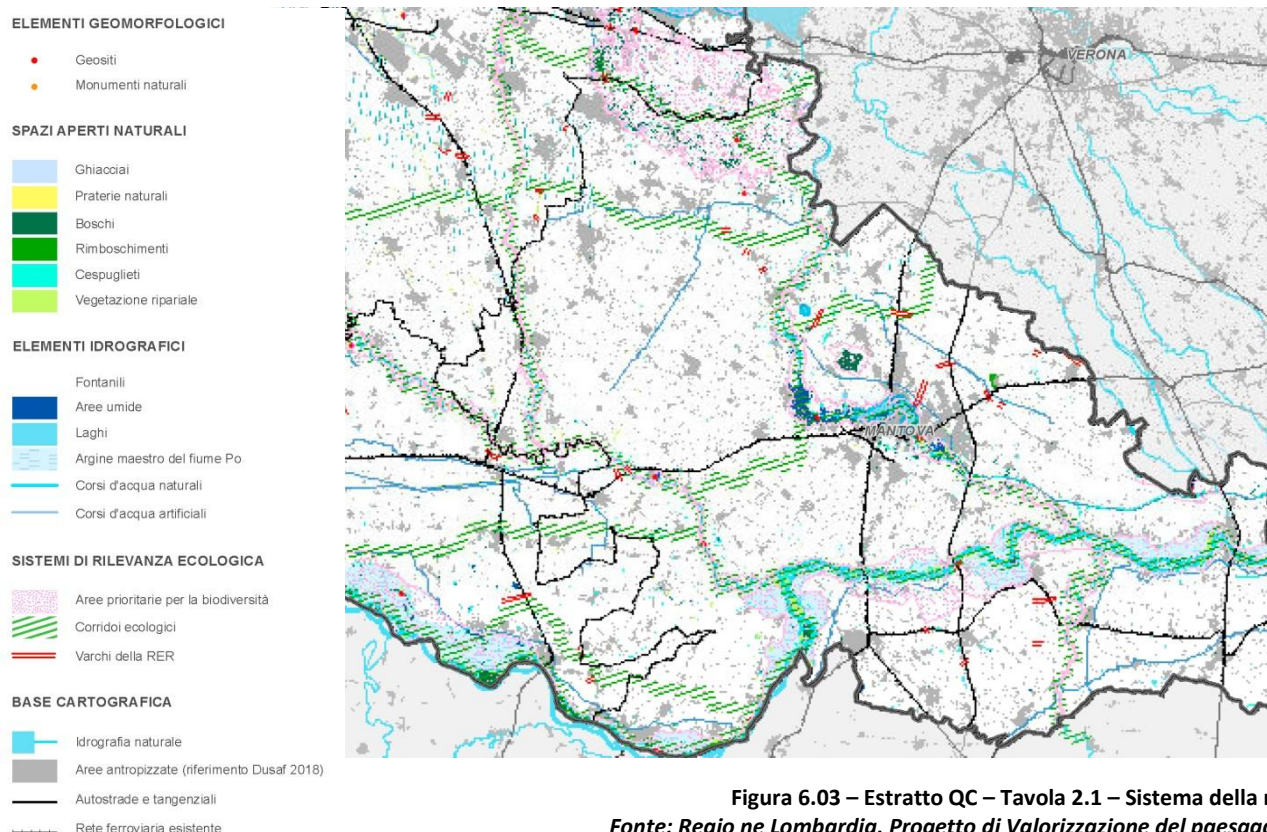 ELEMENTI GEOMORFOLOGICI
Geositi
Monumenti naturali
SPAZI APERTI NATURALI
Ghiacciai
Praterie naturali
Boschi
Rimboschimenti
Cespuglieti
Vegetazione ripariale
ELEMENTI IDROGRAFICI
Fontanili
Aree umide
Laghi
Argine maestro del fiume Po
Corsi d'acqua naturali
Corsi d'acqua artificiali
SISTEMI DI RILEVANZA ECOLOGICA
Aree prioritarie per la biodiversità
Corridoi ecologici
Varchi della RER
BASE CARTOGRAFICA
Idrografia naturale
Aree antropizzate (riferimento Dusaf 2018)
Autostrade e tangenziali
Rete ferroviaria esistente
VERONA
MANTOVA
Figura 6.03 – Estratto QC – Tavola 2.1 – Sistema della
Fonte: Regio ne Lombardia, Progetto di Valorizzazione del